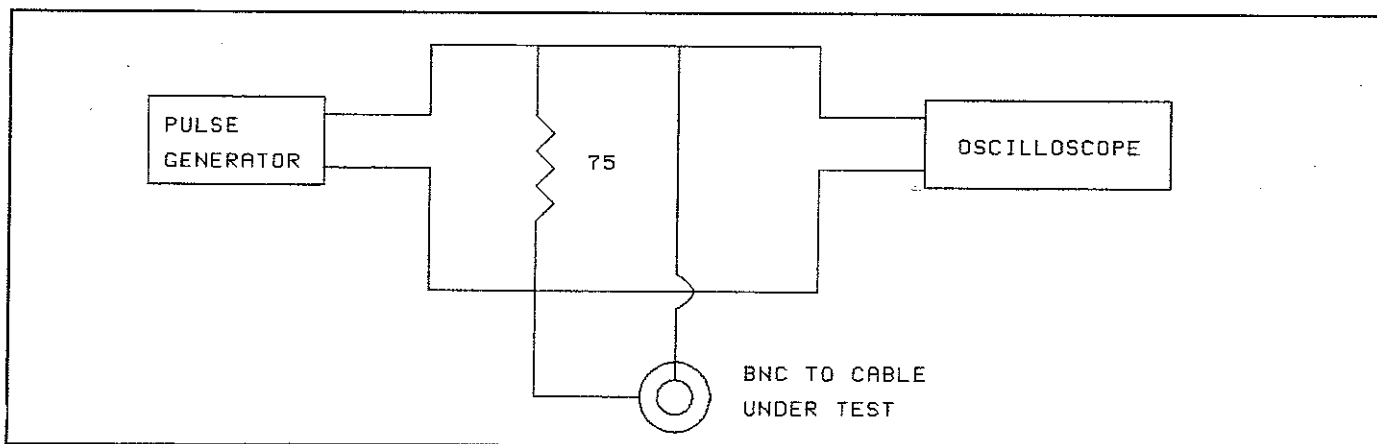 PULSE
GENERATOR
75
OSCILLOSCOPE
BNC TO CABLE
UNDER TEST